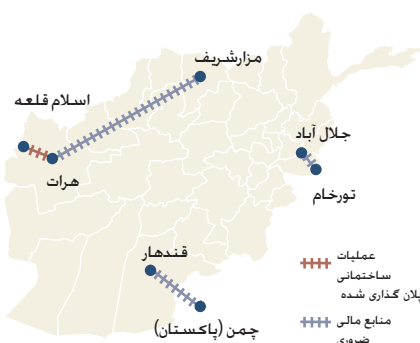 مزارشریف
اسلام قلعه
جلال آباد
هرات
تورخام
قندهار
عملیات
ساختمانی
پلان گذاری شده
منابع مالی
ضروری
چمن (پاکستان)